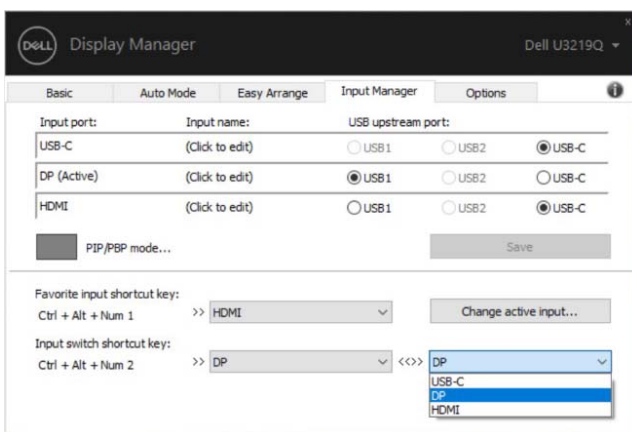 x
DELL Display Manager Dell U3219Q
Basic Auto Mode Easy Arrange Input Manager Options i
Input port: Input name: USB upstream port:
USB-C (Click to edit) USB1 USB2 USB-C
DP (Active) (Click to edit) USB1 USB2 USB-C
HDMI (Click to edit) USB1 USB2 USB-C
PIP/PBP mode... Save
Favorite input shortcut key:
Ctrl + Alt + Num 1 >> HDMI Change active input...
Input switch shortcut key:
Ctrl + Alt + Num 2 >> DP <<>> DP
USB-C
DP
HDMI